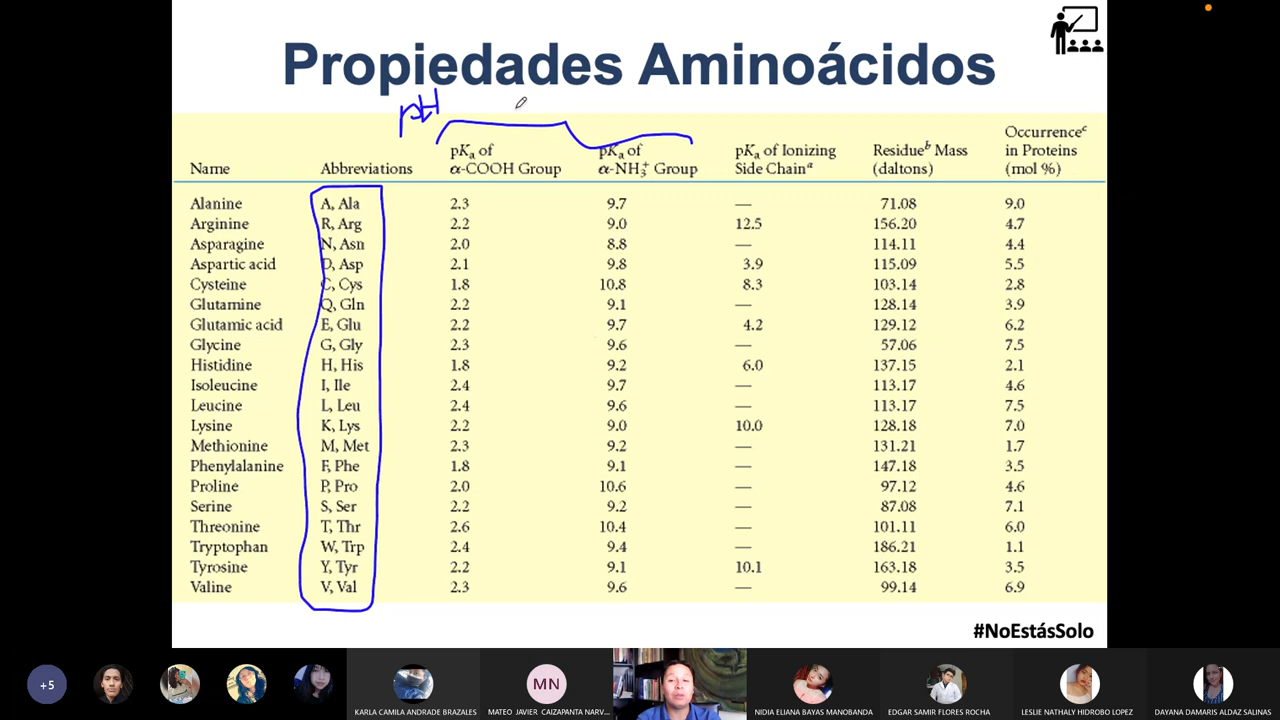 Propiedades Aminoácidos
pH
Name Abbreviations pKa of α-COOH Group pKa of α-NH3+ Group pKa of Ionizing Side Chaina Residueb Mass (daltons) Occurrencec in Proteins (mol %)
Alanine A, Ala 2.3 9.7 — 71.08 9.0
Arginine R, Arg 2.2 9.0 12.5 156.20 4.7
Asparagine N, Asn 2.0 8.8 — 114.11 4.4
Aspartic acid D, Asp 2.1 9.8 3.9 115.09 5.5
Cysteine C, Cys 1.8 10.8 8.3 103.14 2.8
Glutamine Q, Gln 2.2 9.1 — 128.14 3.9
Glutamic acid E, Glu 2.2 9.7 4.2 129.12 6.2
Glycine G, Gly 2.3 9.6 — 57.06 7.5
Histidine H, His 1.8 9.2 6.0 137.15 2.1
Isoleucine I, Ile 2.4 9.7 — 113.17 4.6
Leucine L, Leu 2.4 9.6 — 113.17 7.5
Lysine K, Lys 2.2 9.0 10.0 128.18 7.0
Methionine M, Met 2.3 9.2 — 131.21 1.7
Phenylalanine F, Phe 1.8 9.1 — 147.18 3.5
Proline P, Pro 2.0 10.6 — 97.12 4.6
Serine S, Ser 2.2 9.2 — 87.08 7.1
Threonine T, Thr 2.6 10.4 — 101.11 6.0
Tryptophan W, Trp 2.4 9.4 — 186.21 1.1
Tyrosine Y, Tyr 2.2 9.1 10.1 163.18 3.5
Valine V, Val 2.3 9.6 — 99.14 6.9
#NoEstásSolo
+5
MN
KARLA CAMILA ANDRADE BRAZALES
MATEO JAVIER CAIZAPANTA NARV...
NIDIA ELIANA BAYAS MANOBANDA
EDGAR SAMIR FLORES ROCHA
LESLIE NATHALY HIDROBO LOPEZ
DAYANA DAMARIS ALDAZ SALINAS